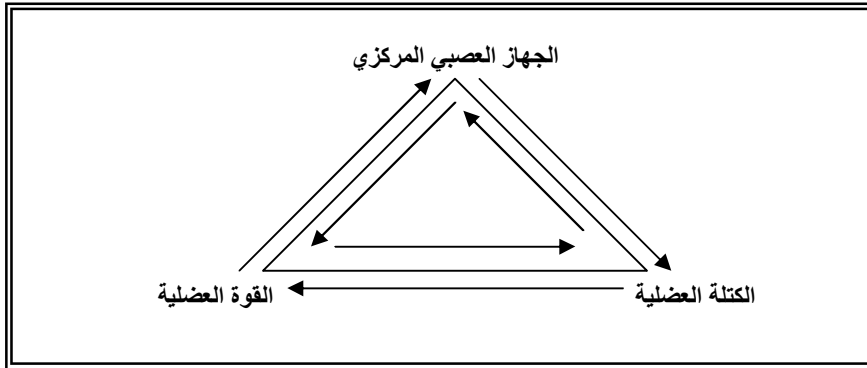 الجهاز العصبي المركزي
الكتلة العضلية
القوة العضلية